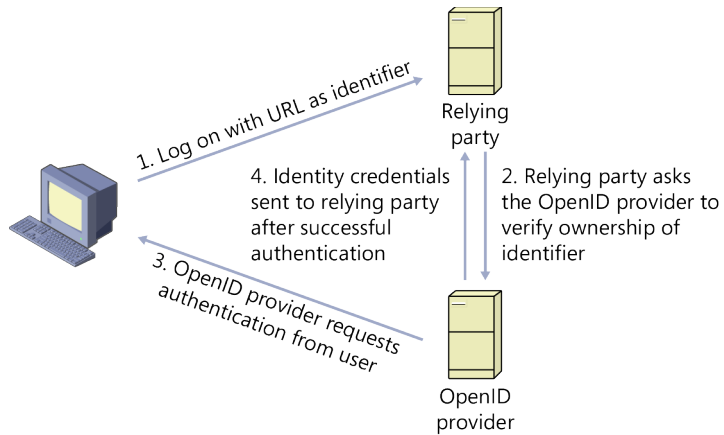 1. Log on with URL as identifier
Relying
party
4. Identity credentials
sent to relying party
after successful
authentication
2. Relying party asks
the OpenID provider to
verify ownership of
identifier
3. OpenID provider requests
authentication from user
OpenID
provider